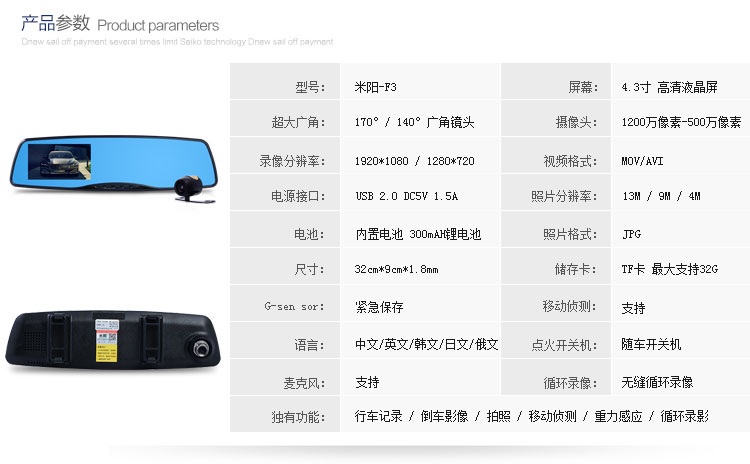 产品参数 Product parameters
Dnew sail off payment several times limit Seiko technology Dnew sail off payment
型号: 米阳-F3 屏幕: 4.3寸 高清液晶屏
超大广角: 170° / 140° 广角镜头 摄像头: 1200万像素-500万像素
录像分辨率: 1920*1080 / 1280*720 视频格式: MOV/AVI
电源接口: USB 2.0 DC5V 1.5A 照片分辨率: 13M / 9M / 4M
电池: 内置电池 300mAH锂电池 照片格式: JPG
尺寸: 32cm*9cm*1.8mm 储存卡: TF卡 最大支持32G
G-sen sor: 紧急保存 移动侦测: 支持
语言: 中文/英文/韩文/日文/俄文 点火开关机: 随车开关机
麦克风: 支持 循环录像: 无缝循环录像
独有功能: 行车记录 / 倒车影像 / 拍照 / 移动侦测 / 重力感应 / 循环录影